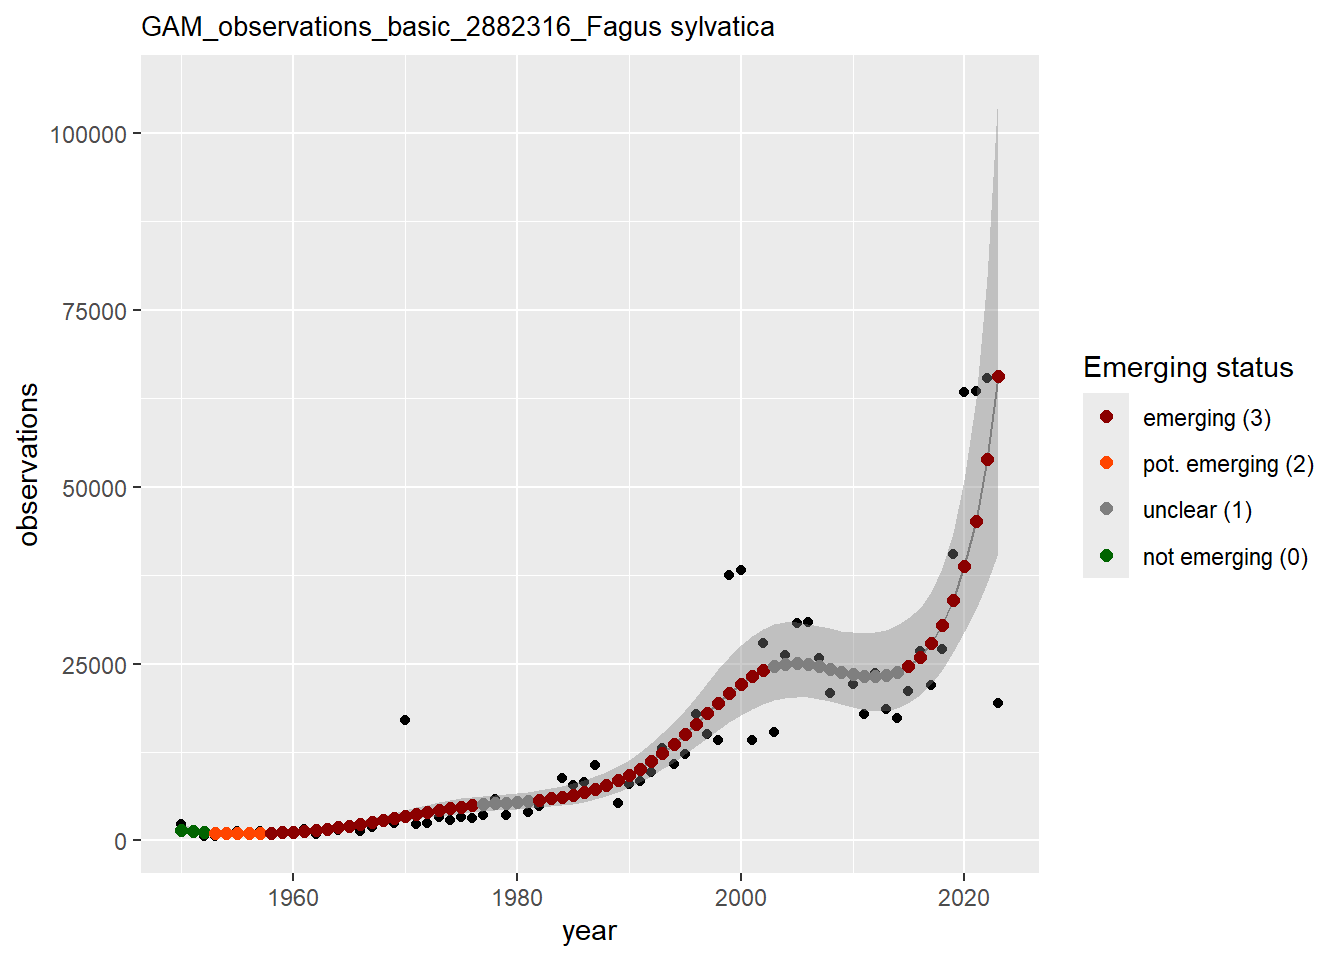 GAM_observations_basic_2882316_Fagus sylvatica
100000
75000
50000
25000
0
observations
1960
1980
2000
2020
year
Emerging status
emerging (3)
pot. emerging (2)
unclear (1)
not emerging (0)